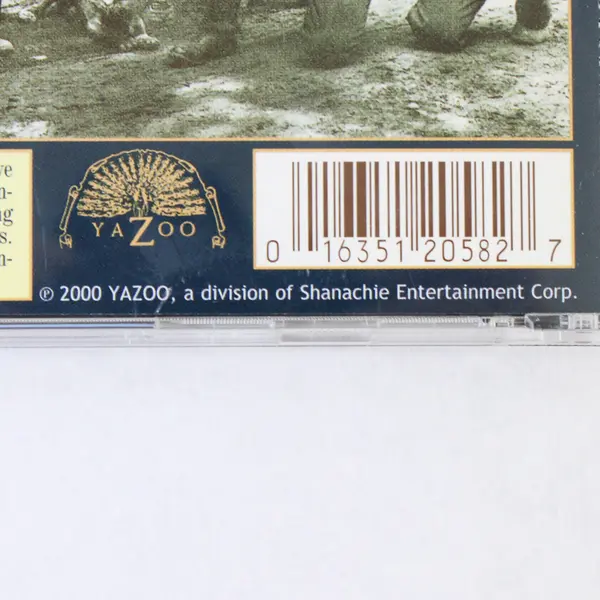 s.
YAZOO
0 16351 20582 7
℗ 2000 YAZOO, a division of Shanachie Entertainment Corp.